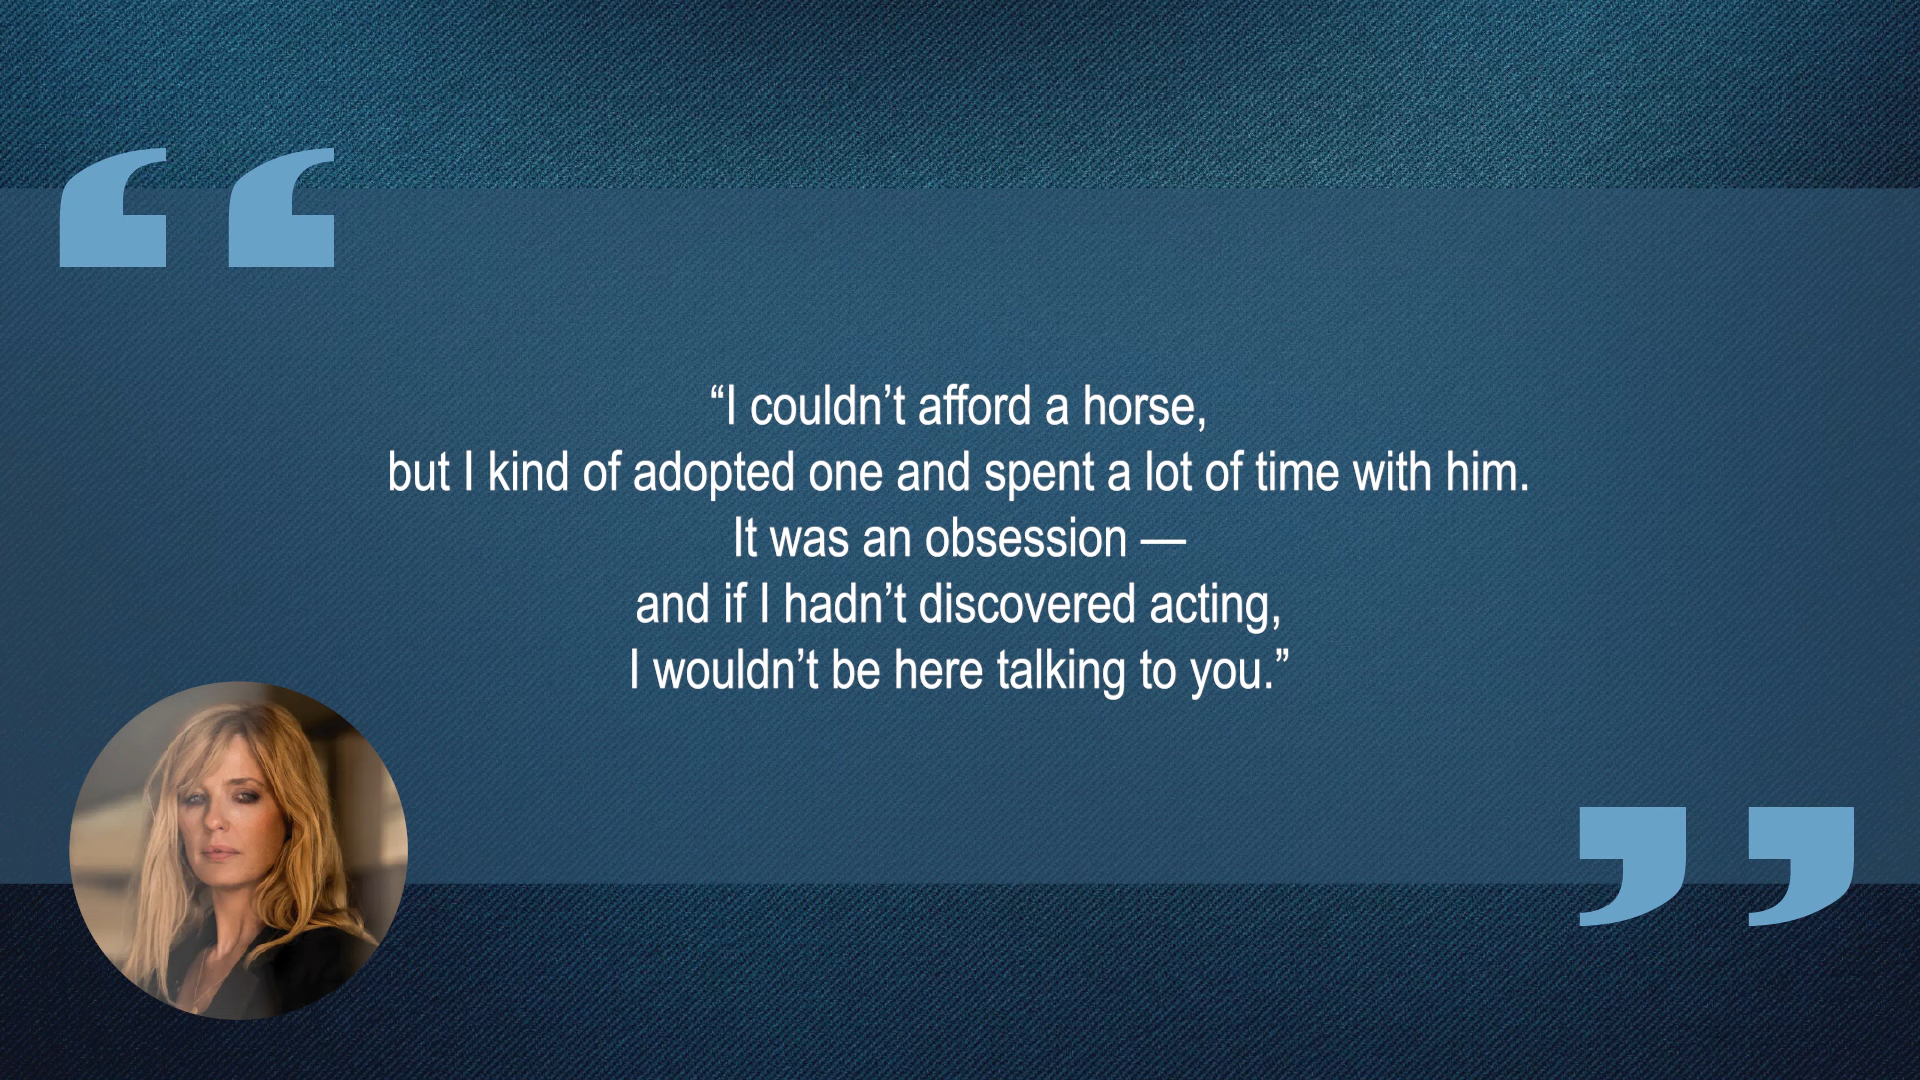 “I couldn’t afford a horse,
but I kind of adopted one and spent a lot of time with him.
It was an obsession —
and if I hadn’t discovered acting,
I wouldn’t be here talking to you.”